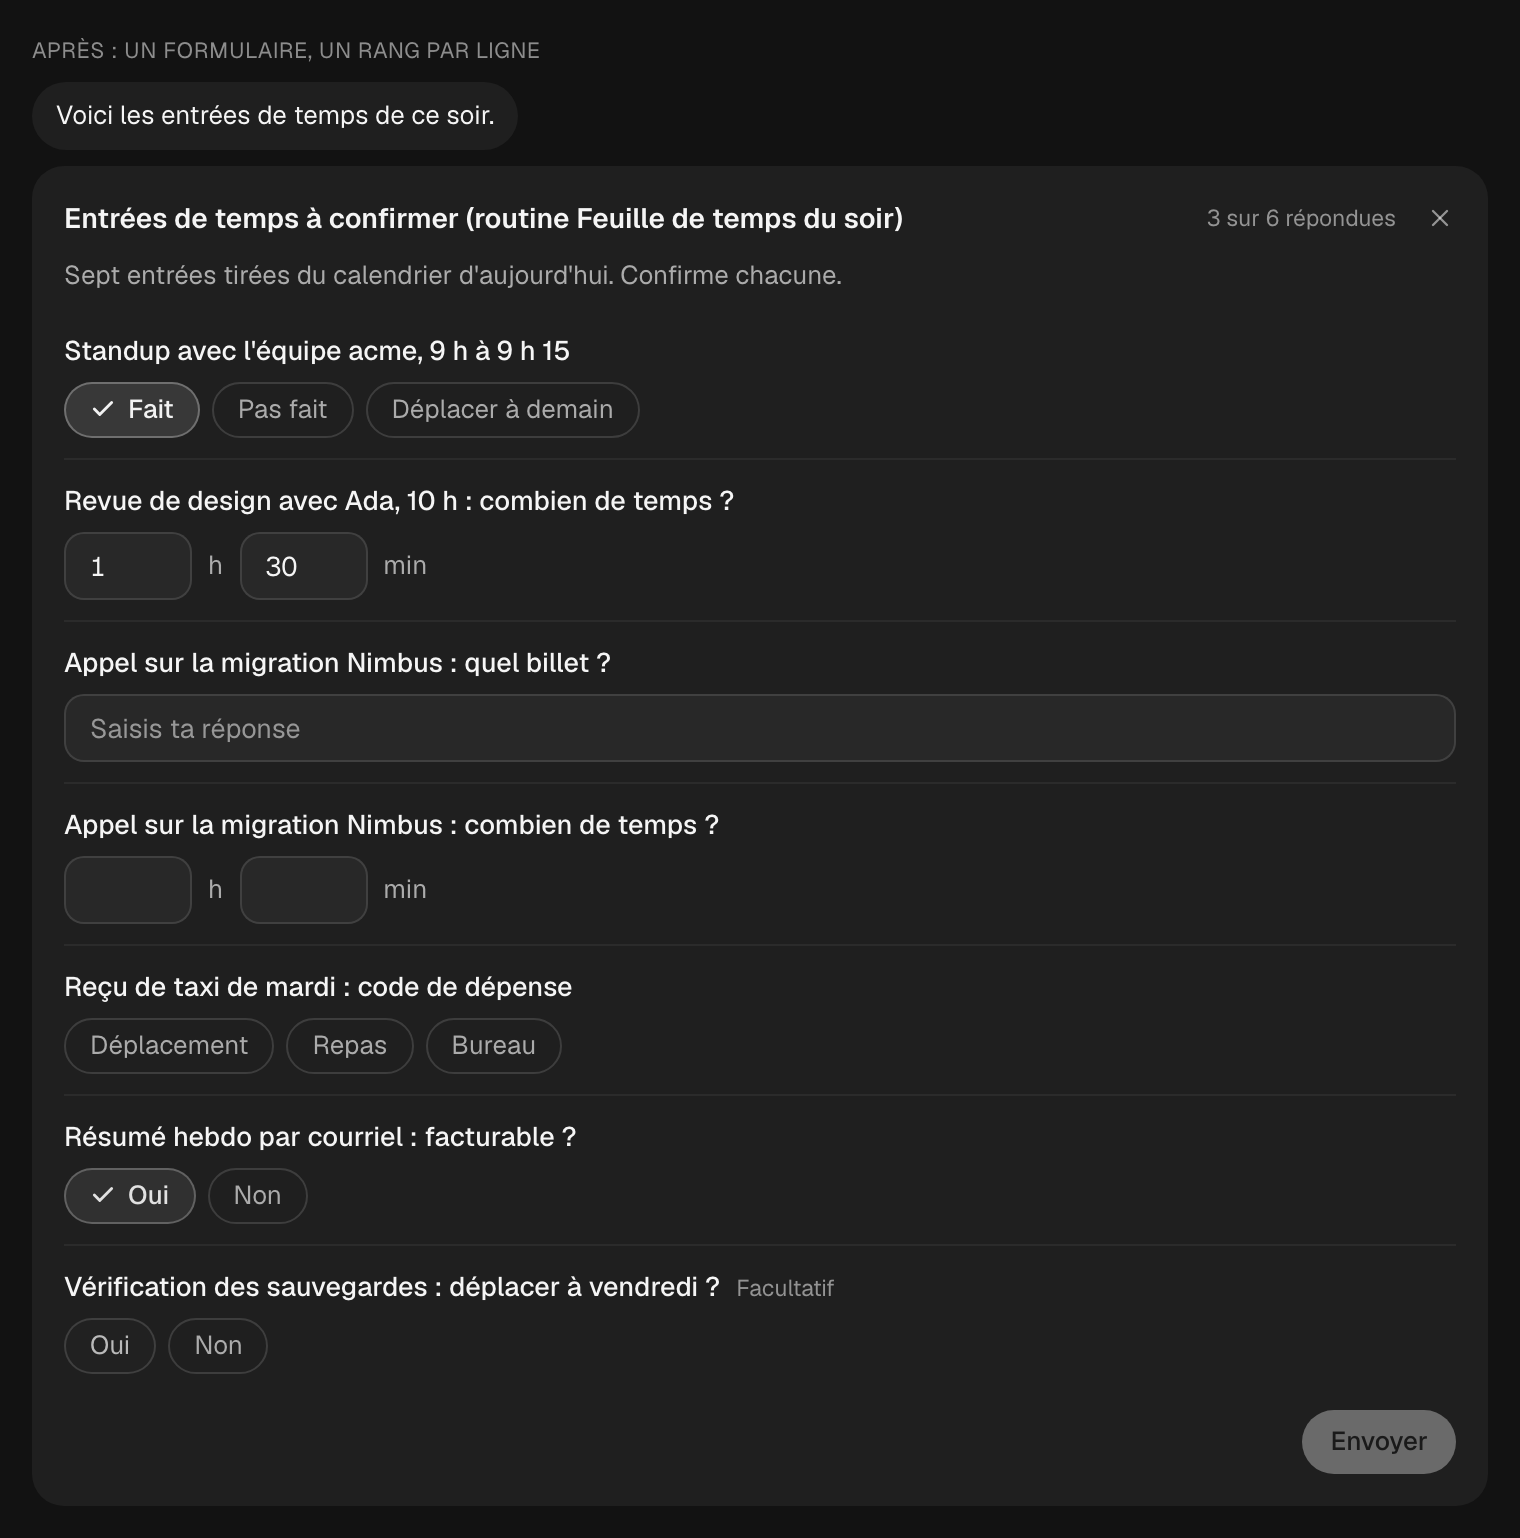 APRÈS : UN FORMULAIRE, UN RANG PAR LIGNE
Voici les entrées de temps de ce soir.
Entrées de temps à confirmer (routine Feuille de temps du soir)
3 sur 6 répondues
Sept entrées tirées du calendrier d'aujourd'hui. Confirme chacune.
Standup avec l'équipe acme, 9 h à 9 h 15
Fait Pas fait Déplacer à demain
Revue de design avec Ada, 10 h : combien de temps ?
1 h 30 min
Appel sur la migration Nimbus : quel billet ?
Saisis ta réponse
Appel sur la migration Nimbus : combien de temps ?
h min
Reçu de taxi de mardi : code de dépense
Déplacement Repas Bureau
Résumé hebdo par courriel : facturable ?
Oui Non
Vérification des sauvegardes : déplacer à vendredi ? Facultatif
Oui Non
Envoyer